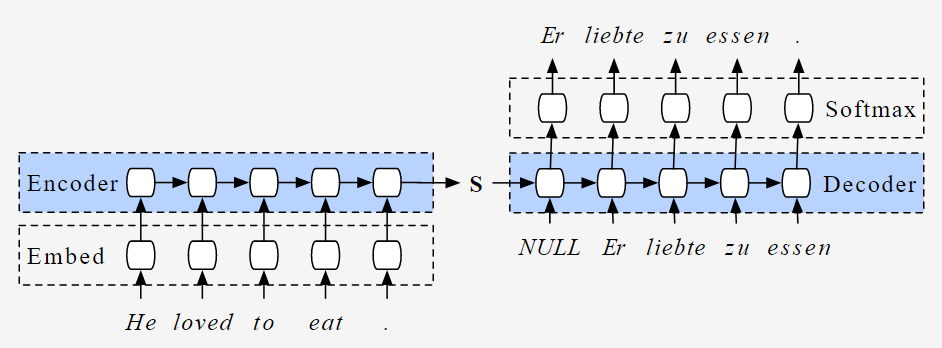 Er liebte zu essen .
Softmax
Encoder
S
Decoder
NULL Er liebte zu essen
Embed
He loved to eat .